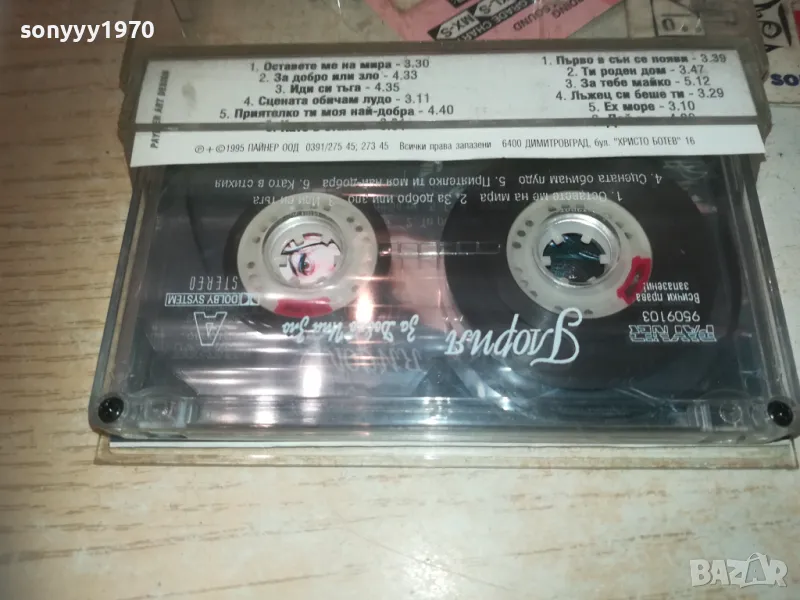 sonyyy1970
PAYNER ART DESIGN
1. Оставете ме на мира - 3.30
2. За добро или зло - 4.33
3. Иди си тъга - 4.35
4. Сцената обичам лудо - 3.11
5. Приятелко ти моя най-добра - 4.40
1. Първо в сън се появи - 3.39
2. Ти роден дом - 3.47
3. За тебе майко - 5.12
4. Лъжец си беше ти - 3.29
5. Ех море - 3.10
℗ + ©1995 ПАЙНЕР ООД 0391/275 45; 273 45 Всички права запазени 6400 ДИМИТРОВГРАД, бул. "ХРИСТО БОТЕВ" 16
1. Оставете ме на мира 2. За добро или зло 3. Иди си тъга
4. Сцената обичам лудо 5. Приятелко ти моя най-добра 6. Като в стихия
Всички права
запазени!
9509103
PAYNER
STEREO
DOLBY SYSTEM
A
Глория
За Добро Или Зло
BAZAR